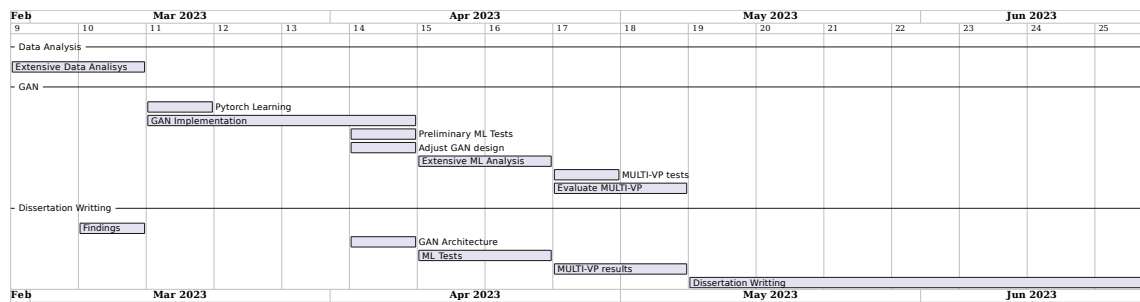 Feb Mar 2023 Apr 2023 May 2023 Jun 2023
9 10 11 12 13 14 15 16 17 18 19 20 21 22 23 24 25
Data Analysis
Extensive Data Analisys
GAN
Pytorch Learning
GAN Implementation
Preliminary ML Tests
Adjust GAN design
Extensive ML Analysis
MULTI-VP tests
Evaluate MULTI-VP
Dissertation Writting
Findings
GAN Architecture
ML Tests
MULTI-VP results
Dissertation Writting
Feb Mar 2023 Apr 2023 May 2023 Jun 2023